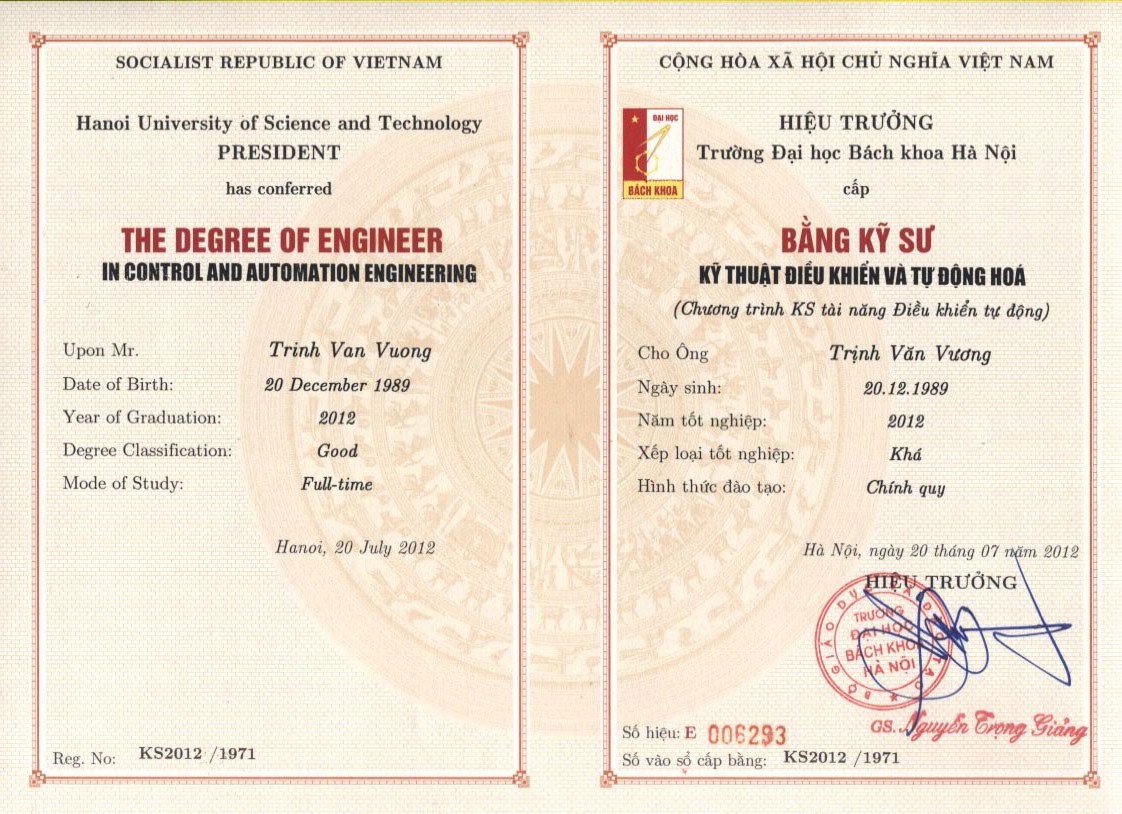 SOCIALIST REPUBLIC OF VIETNAM
Hanoi University of Science and Technology
PRESIDENT
has conferred
THE DEGREE OF ENGINEER
IN CONTROL AND AUTOMATION ENGINEERING
Upon Mr. Trinh Van Vuong
Date of Birth: 20 December 1989
Year of Graduation: 2012
Degree Classification: Good
Mode of Study: Full-time
Hanoi, 20 July 2012
Reg. No: KS2012 /1971
CỘNG HÒA XÃ HỘI CHỦ NGHĨA VIỆT NAM
ĐẠI HỌC
BÁCH KHOA
HIỆU TRƯỞNG
Trường Đại học Bách khoa Hà Nội
cấp
BẰNG KỸ SƯ
KỸ THUẬT ĐIỀU KHIỂN VÀ TỰ ĐỘNG HOÁ
(Chương trình KS tài năng Điều khiển tự động)
Cho Ông Trịnh Văn Vương
Ngày sinh: 20.12.1989
Năm tốt nghiệp: 2012
Xếp loại tốt nghiệp: Khá
Hình thức đào tạo: Chính quy
Hà Nội, ngày 20 tháng 07 năm 2012
HIỆU TRƯỞNG
BỘ GIÁO DỤC VÀ ĐÀO TẠO
TRƯỜNG
ĐẠI HỌC
BÁCH KHOA
HÀ NỘI
GS. Nguyễn Trọng Giảng
Số hiệu: E 006293
Số vào sổ cấp bằng: KS2012 /1971